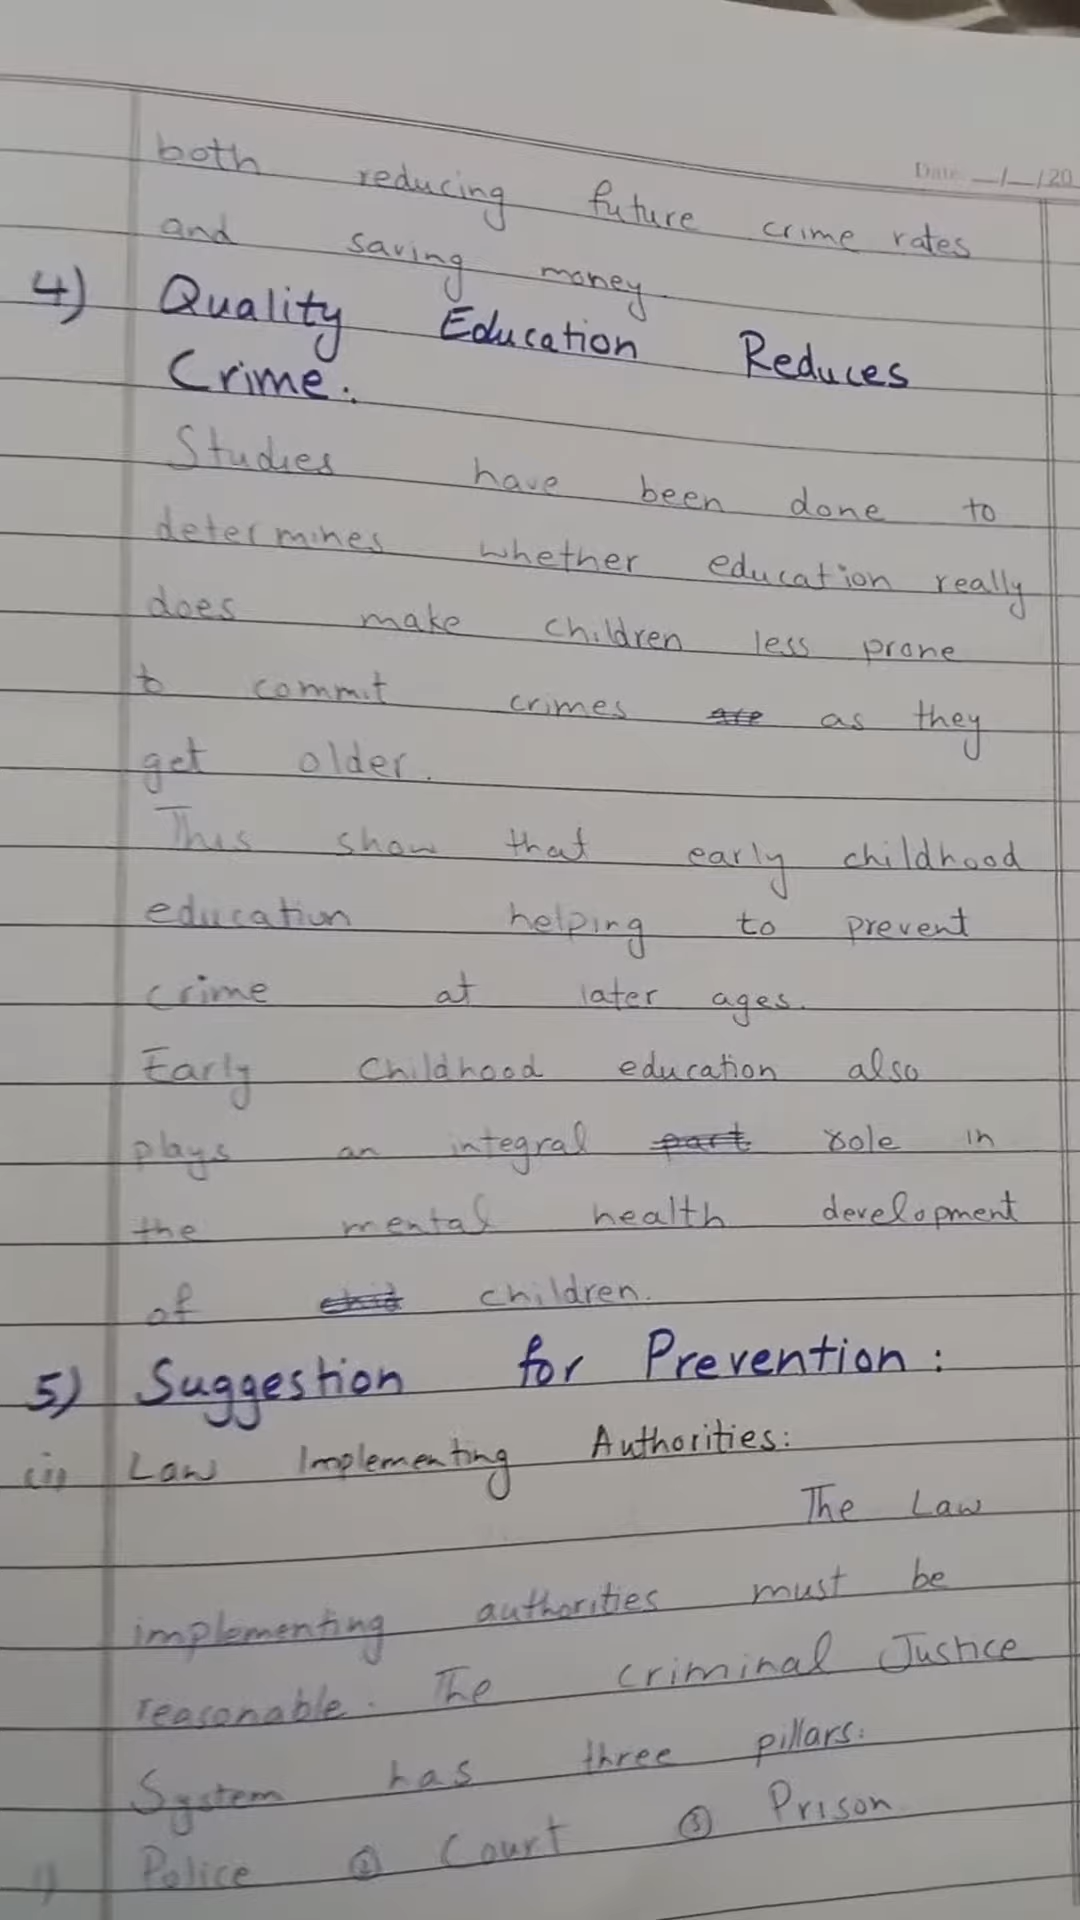 Date __/__/20
both reducing future crime rates
and saving money
4) Quality Education Reduces
Crime:
Studies have been done to
determines whether education really
does make children less prone
to commit crimes are as they
get older.
This show that early childhood
education helping to prevent
crime at later ages.
Early childhood education also
plays an integral part role in
the mental health development
of children.
5) Suggestion for Prevention:
(i) Law Implementing Authorities:
The Law
implementing authorities must be
reasonable. The criminal Justice
System has three pillars.
1) Police ② Court ③ Prison